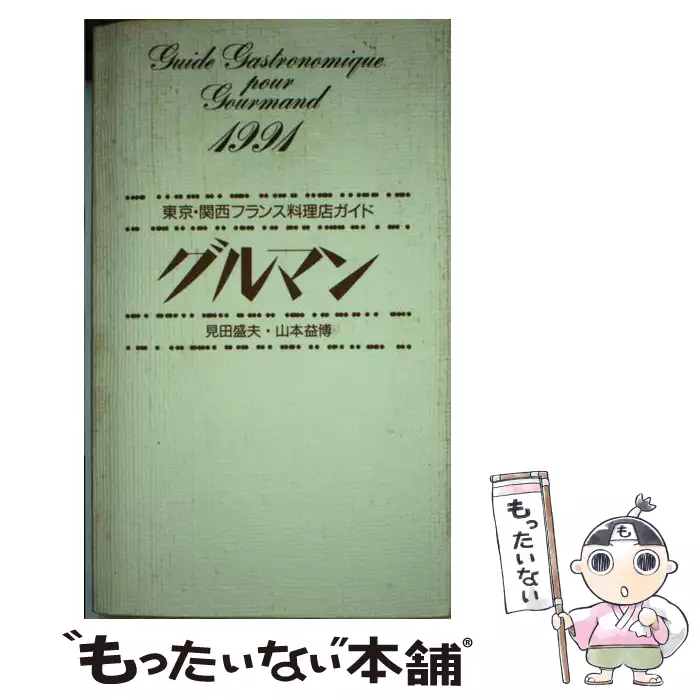 Guide Gastronomique
pour
Gourmand
1991
東京・関西フランス料理店ガイド
グルマン
見田盛夫・山本益博
もったいない
も
"もったいない"本舗®